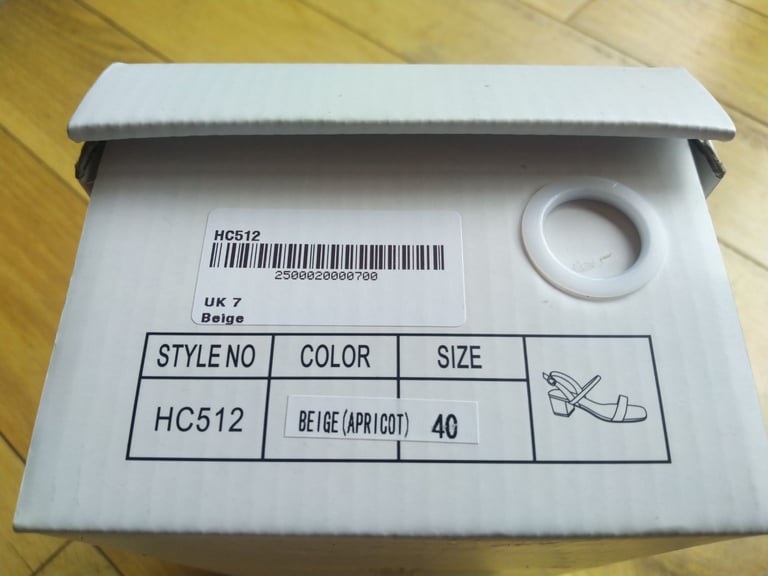 HC512
2500020000700
UK 7
Beige
STYLE NO COLOR SIZE
HC512 BEIGE(APRICOT) 40